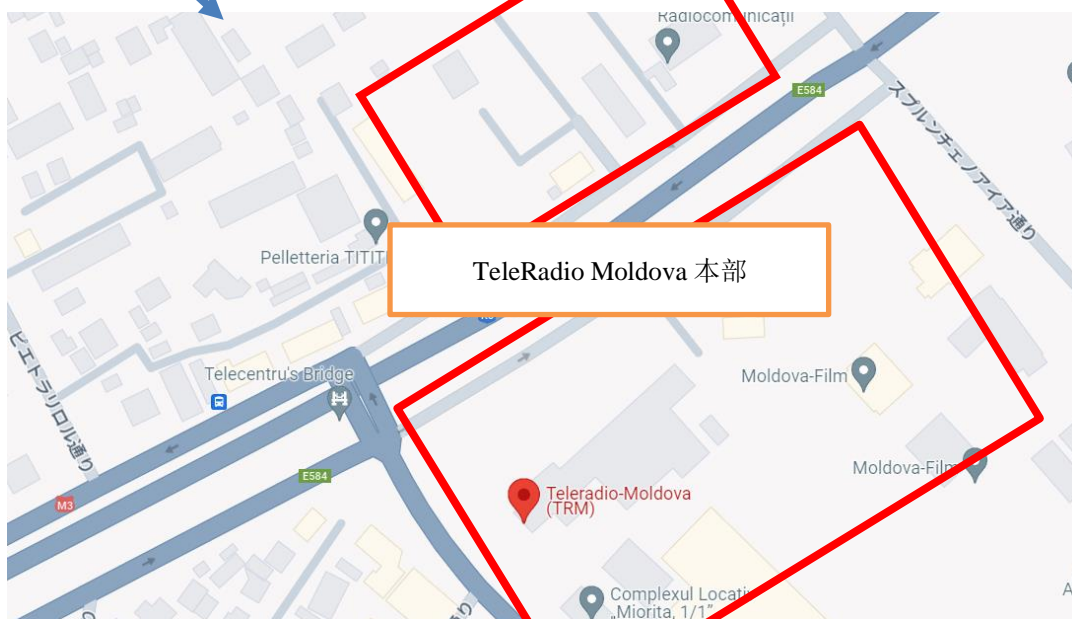 Radiocomunicații
E584
スプルンチェノアイア通り
Pelletteria TITIT
TeleRadio Moldova 本部
ピエトラリロル通り
Telecentru's Bridge
Moldova-Film
Moldova-Film
E584
M3
Teleradio-Moldova
(TRM)
Complexul Locativ
„Miorita, 1/1”